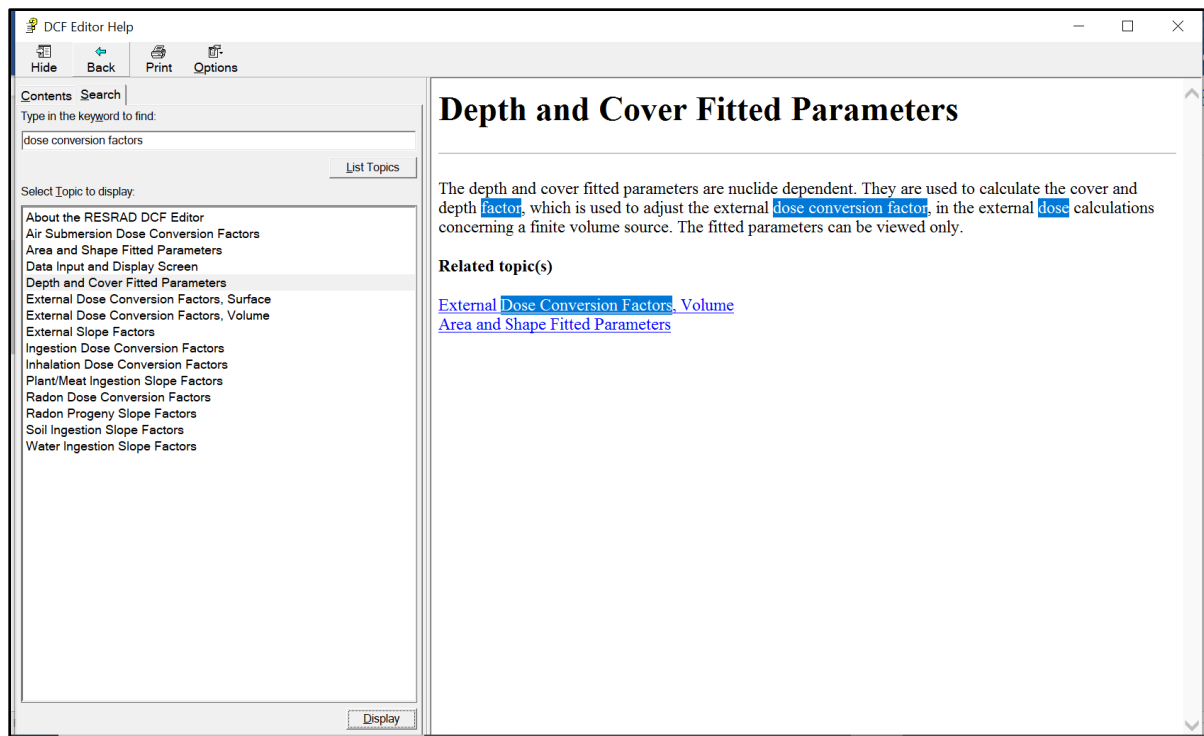 DCF Editor Help
Hide Back Print Options
Contents Search
Type in the keyword to find:
dose conversion factors
List Topics
Select Topic to display:
About the RESRAD DCF Editor
Air Submersion Dose Conversion Factors
Area and Shape Fitted Parameters
Data Input and Display Screen
Depth and Cover Fitted Parameters
External Dose Conversion Factors, Surface
External Dose Conversion Factors, Volume
External Slope Factors
Ingestion Dose Conversion Factors
Inhalation Dose Conversion Factors
Plant/Meat Ingestion Slope Factors
Radon Dose Conversion Factors
Radon Progeny Slope Factors
Soil Ingestion Slope Factors
Water Ingestion Slope Factors
Display
Depth and Cover Fitted Parameters
The depth and cover fitted parameters are nuclide dependent. They are used to calculate the cover and
depth factor, which is used to adjust the external dose conversion factor, in the external dose calculations
concerning a finite volume source. The fitted parameters can be viewed only.
Related topic(s)
External Dose Conversion Factors, Volume
Area and Shape Fitted Parameters